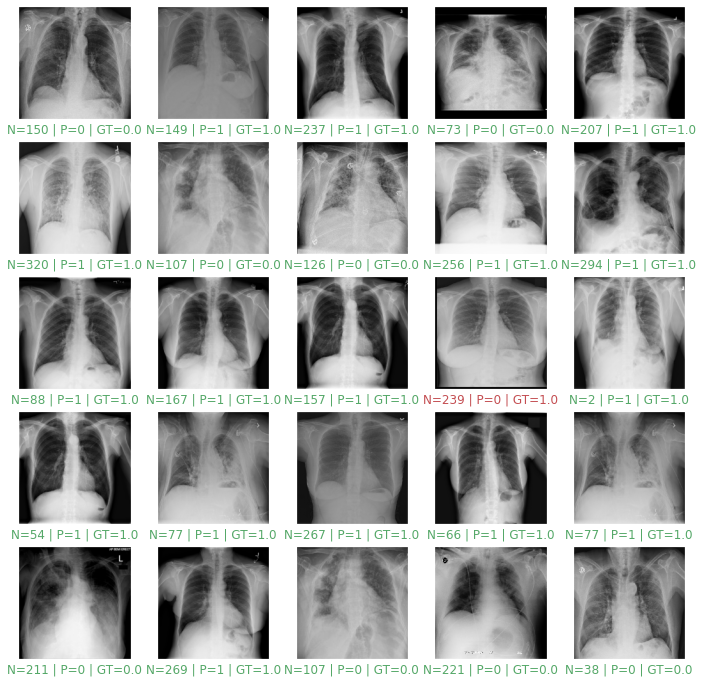 N=150 | P=0 | GT=0.0 N=149 | P=1 | GT=1.0 N=237 | P=1 | GT=1.0 N=73 | P=0 | GT=0.0 N=207 | P=1 | GT=1.0
N=320 | P=1 | GT=1.0 N=107 | P=0 | GT=0.0 N=126 | P=0 | GT=0.0 N=256 | P=1 | GT=1.0 N=294 | P=1 | GT=1.0
N=88 | P=1 | GT=1.0 N=167 | P=1 | GT=1.0 N=157 | P=1 | GT=1.0 N=239 | P=0 | GT=1.0 N=2 | P=1 | GT=1.0
N=54 | P=1 | GT=1.0 N=77 | P=1 | GT=1.0 N=267 | P=1 | GT=1.0 N=66 | P=1 | GT=1.0 N=77 | P=1 | GT=1.0
L
N=211 | P=0 | GT=0.0 N=269 | P=1 | GT=1.0 N=107 | P=0 | GT=0.0 N=221 | P=0 | GT=0.0 N=38 | P=0 | GT=0.0